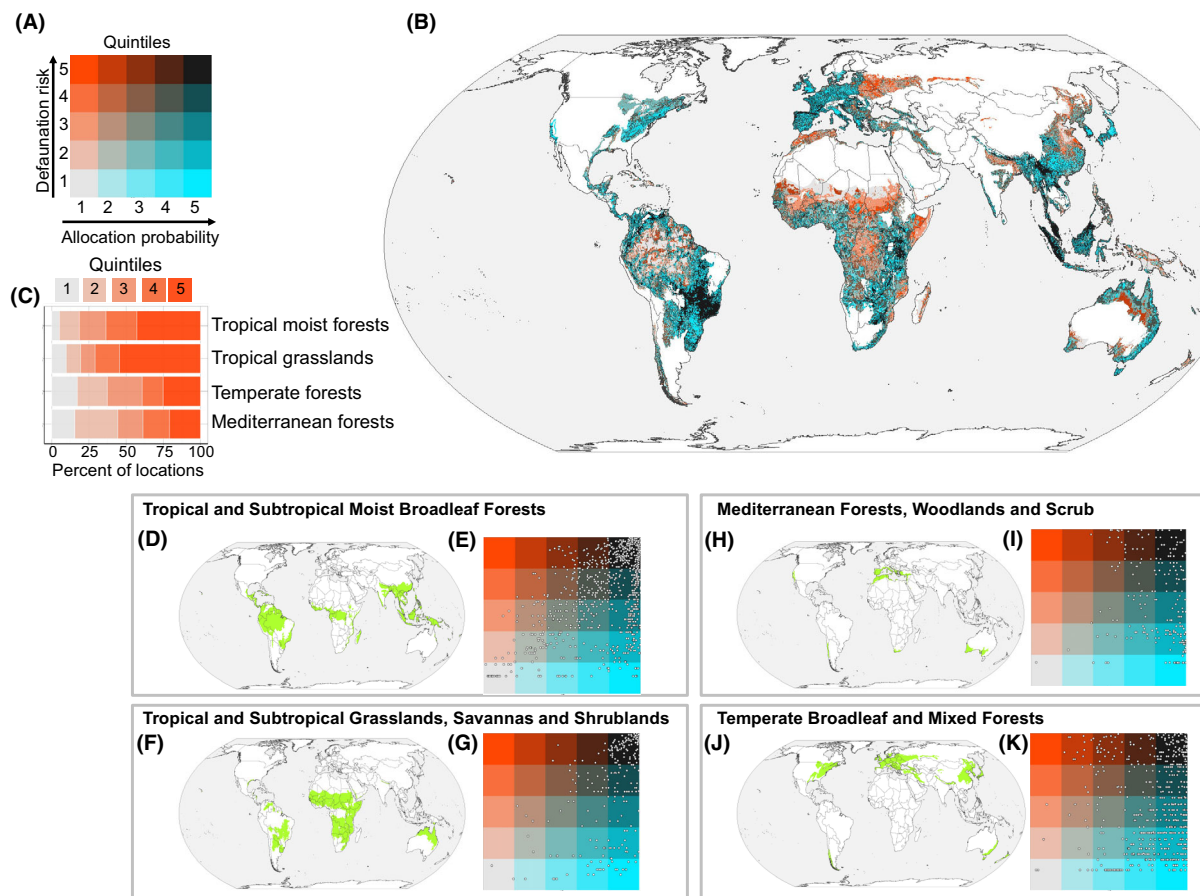 (A)
Quintiles
Defaunation risk
5
4
3
2
1
1 2 3 4 5
Allocation probability
(B)
Quintiles
(C)
1 2 3 4 5
Tropical moist forests
Tropical grasslands
Temperate forests
Mediterranean forests
0 25 50 75 100
Percent of locations
Tropical and Subtropical Moist Broadleaf Forests
(D)
(E)
Mediterranean Forests, Woodlands and Scrub
(H)
(I)
Tropical and Subtropical Grasslands, Savannas and Shrublands
(F)
(G)
Temperate Broadleaf and Mixed Forests
(J)
(K)